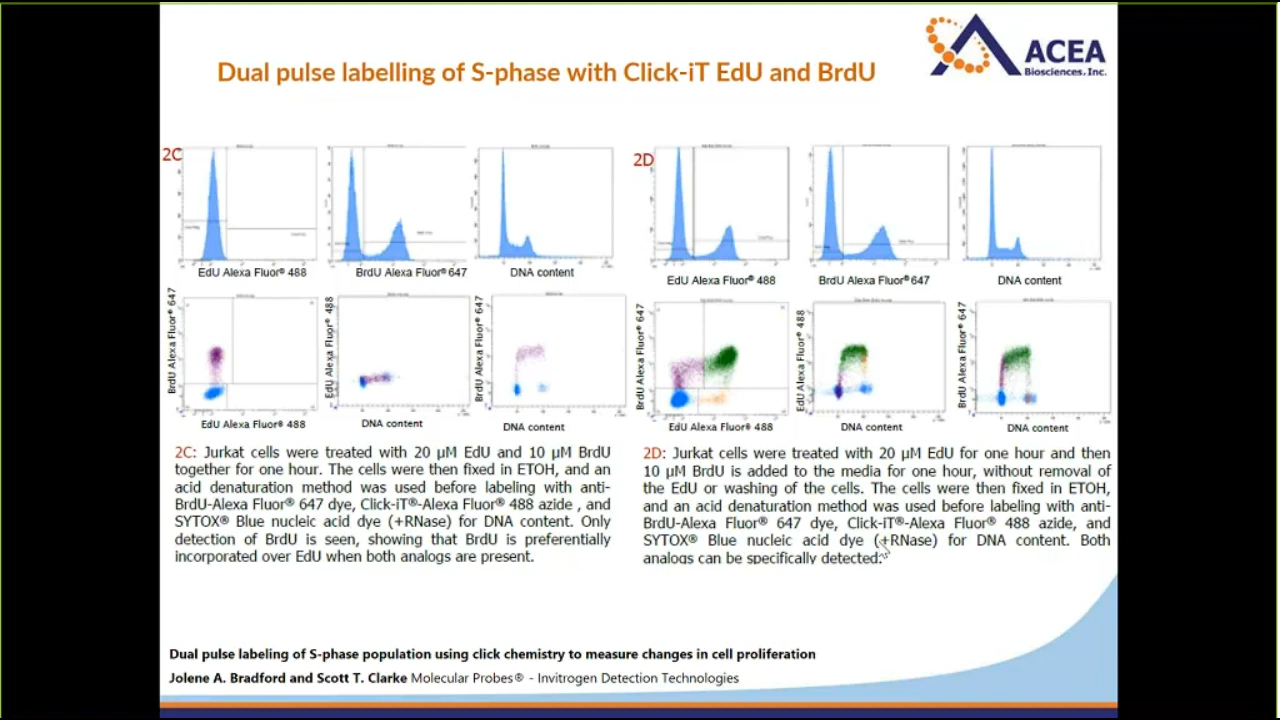 Dual pulse labelling of S-phase with Click-iT EdU and BrdU
ACEA
Biosciences, Inc.
2C
EdU Alexa Fluor® 488
BrdU Alexa Fluor® 647
DNA content
BrdU Alexa Fluor® 647
EdU Alexa Fluor® 488
EdU Alexa Fluor® 488
DNA content
BrdU Alexa Fluor® 647
DNA content
2D
EdU Alexa Fluor® 488
BrdU Alexa Fluor® 647
DNA content
BrdU Alexa Fluor® 647
EdU Alexa Fluor® 488
EdU Alexa Fluor® 488
DNA content
BrdU Alexa Fluor® 647
DNA content
2C: Jurkat cells were treated with 20 µM EdU and 10 µM BrdU
together for one hour. The cells were then fixed in ETOH, and an
acid denaturation method was used before labeling with anti-
BrdU-Alexa Fluor® 647 dye, Click-iT®-Alexa Fluor® 488 azide , and
SYTOX® Blue nucleic acid dye (+RNase) for DNA content. Only
detection of BrdU is seen, showing that BrdU is preferentially
incorporated over EdU when both analogs are present.
2D: Jurkat cells were treated with 20 µM EdU for one hour and then
10 µM BrdU is added to the media for one hour, without removal of
the EdU or washing of the cells. The cells were then fixed in ETOH,
and an acid denaturation method was used before labeling with anti-
BrdU-Alexa Fluor® 647 dye, Click-iT®-Alexa Fluor® 488 azide, and
SYTOX® Blue nucleic acid dye (+RNase) for DNA content. Both
analogs can be specifically detected.
Dual pulse labeling of S-phase population using click chemistry to measure changes in cell proliferation
Jolene A. Bradford and Scott T. Clarke Molecular Probes® - Invitrogen Detection Technologies